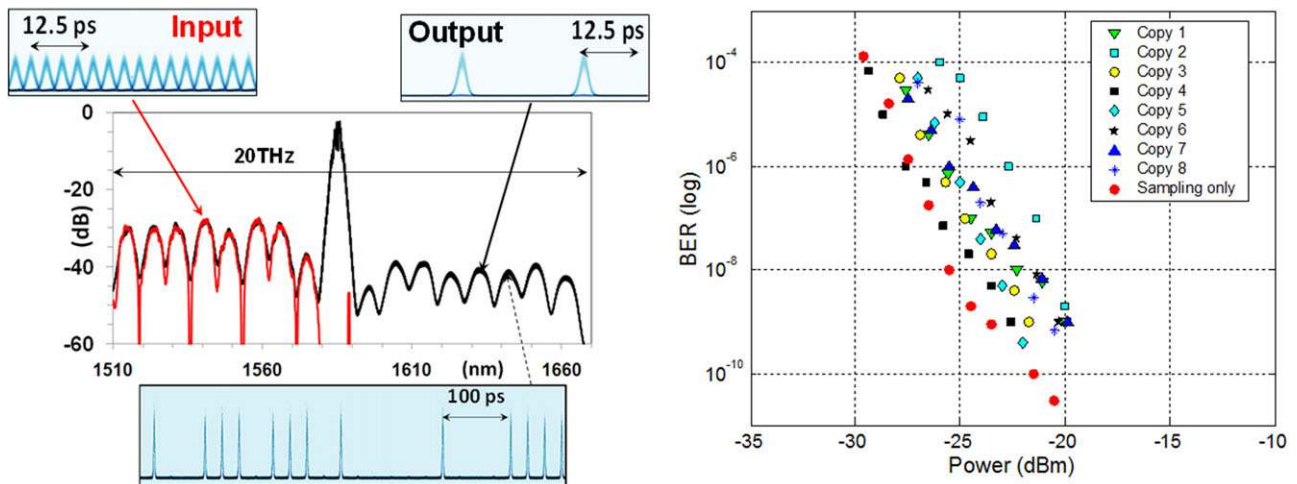 12.5 ps
Input
Output
12.5 ps
0
20THz
-20
(dB)
-40
-60
1510
1560
(nm)
1610
1660
100 ps
10⁻⁴
10⁻⁶
10⁻⁸
10⁻¹⁰
BER (log)
-35
-30
-25
-20
-15
-10
Power (dBm)
Copy 1
Copy 2
Copy 3
Copy 4
Copy 5
Copy 6
Copy 7
Copy 8
Sampling only